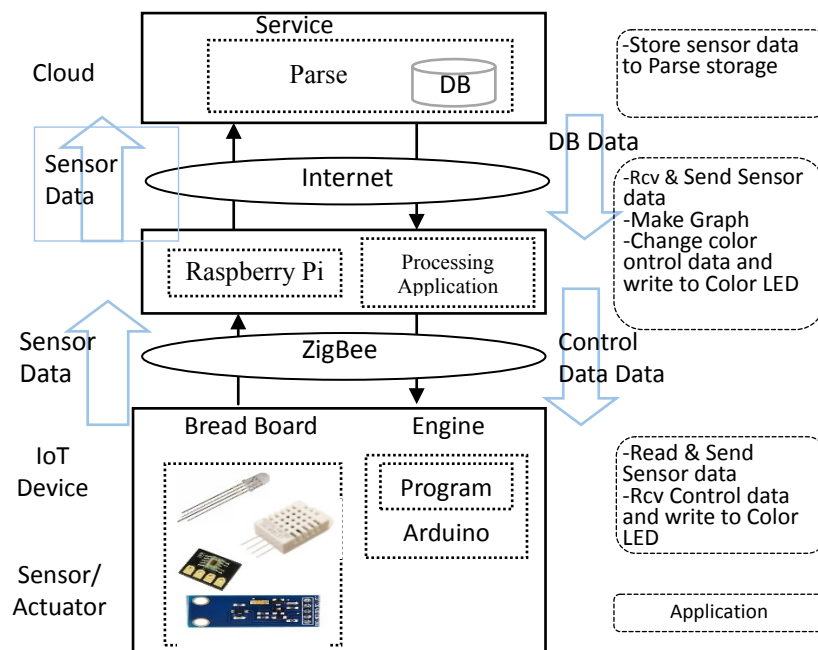 Service
Cloud
Parse
DB
-Store sensor data
to Parse storage
Sensor
Data
DB Data
Internet
-Rcv & Send Sensor
data
-Make Graph
-Change color
ontrol data and
write to Color LED
Raspberry Pi
Processing
Application
Sensor
Data
ZigBee
Control
Data Data
Bread Board
Engine
IoT
Device
Program
Arduino
-Read & Send
Sensor data
-Rcv Control data
and write to Color
LED
Sensor/
Actuator
Application